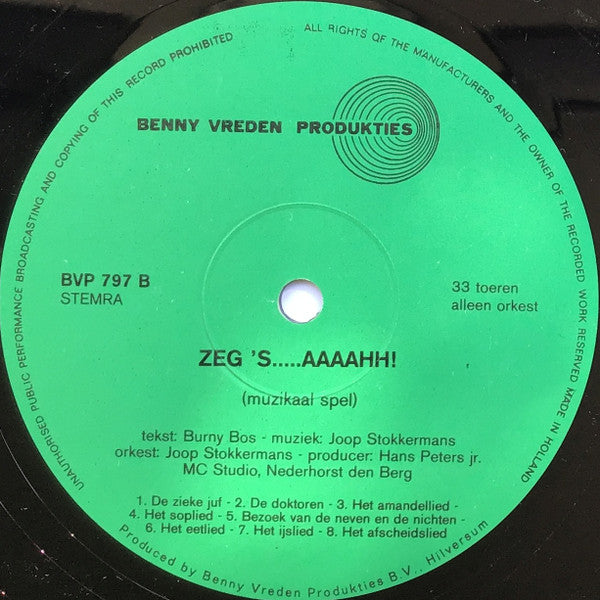 ALL RIGHTS OF THE MANUFACTURERS AND THE OWNER OF THE RECORDED WORK RESERVED MADE IN HOLLAND
UNAUTHORISED PUBLIC PERFORMANCE BROADCASTING AND COPYING OF THIS RECORD PROHIBITED
BENNY VREDEN PRODUKTIES
BVP 797 B
STEMRA
33 toeren
alleen orkest
ZEG 'S.....AAAAHH!
(muzikaal spel)
tekst: Burny Bos - muziek: Joop Stokkermans
orkest: Joop Stokkermans - producer: Hans Peters jr.
MC Studio, Nederhorst den Berg
1. De zieke juf - 2. De doktoren - 3. Het amandellied -
4. Het soplied - 5. Bezoek van de neven en de nichten -
6. Het eetlied - 7. Het ijslied - 8. Het afscheidslied
Produced by Benny Vreden Produkties B.V., Hilversum